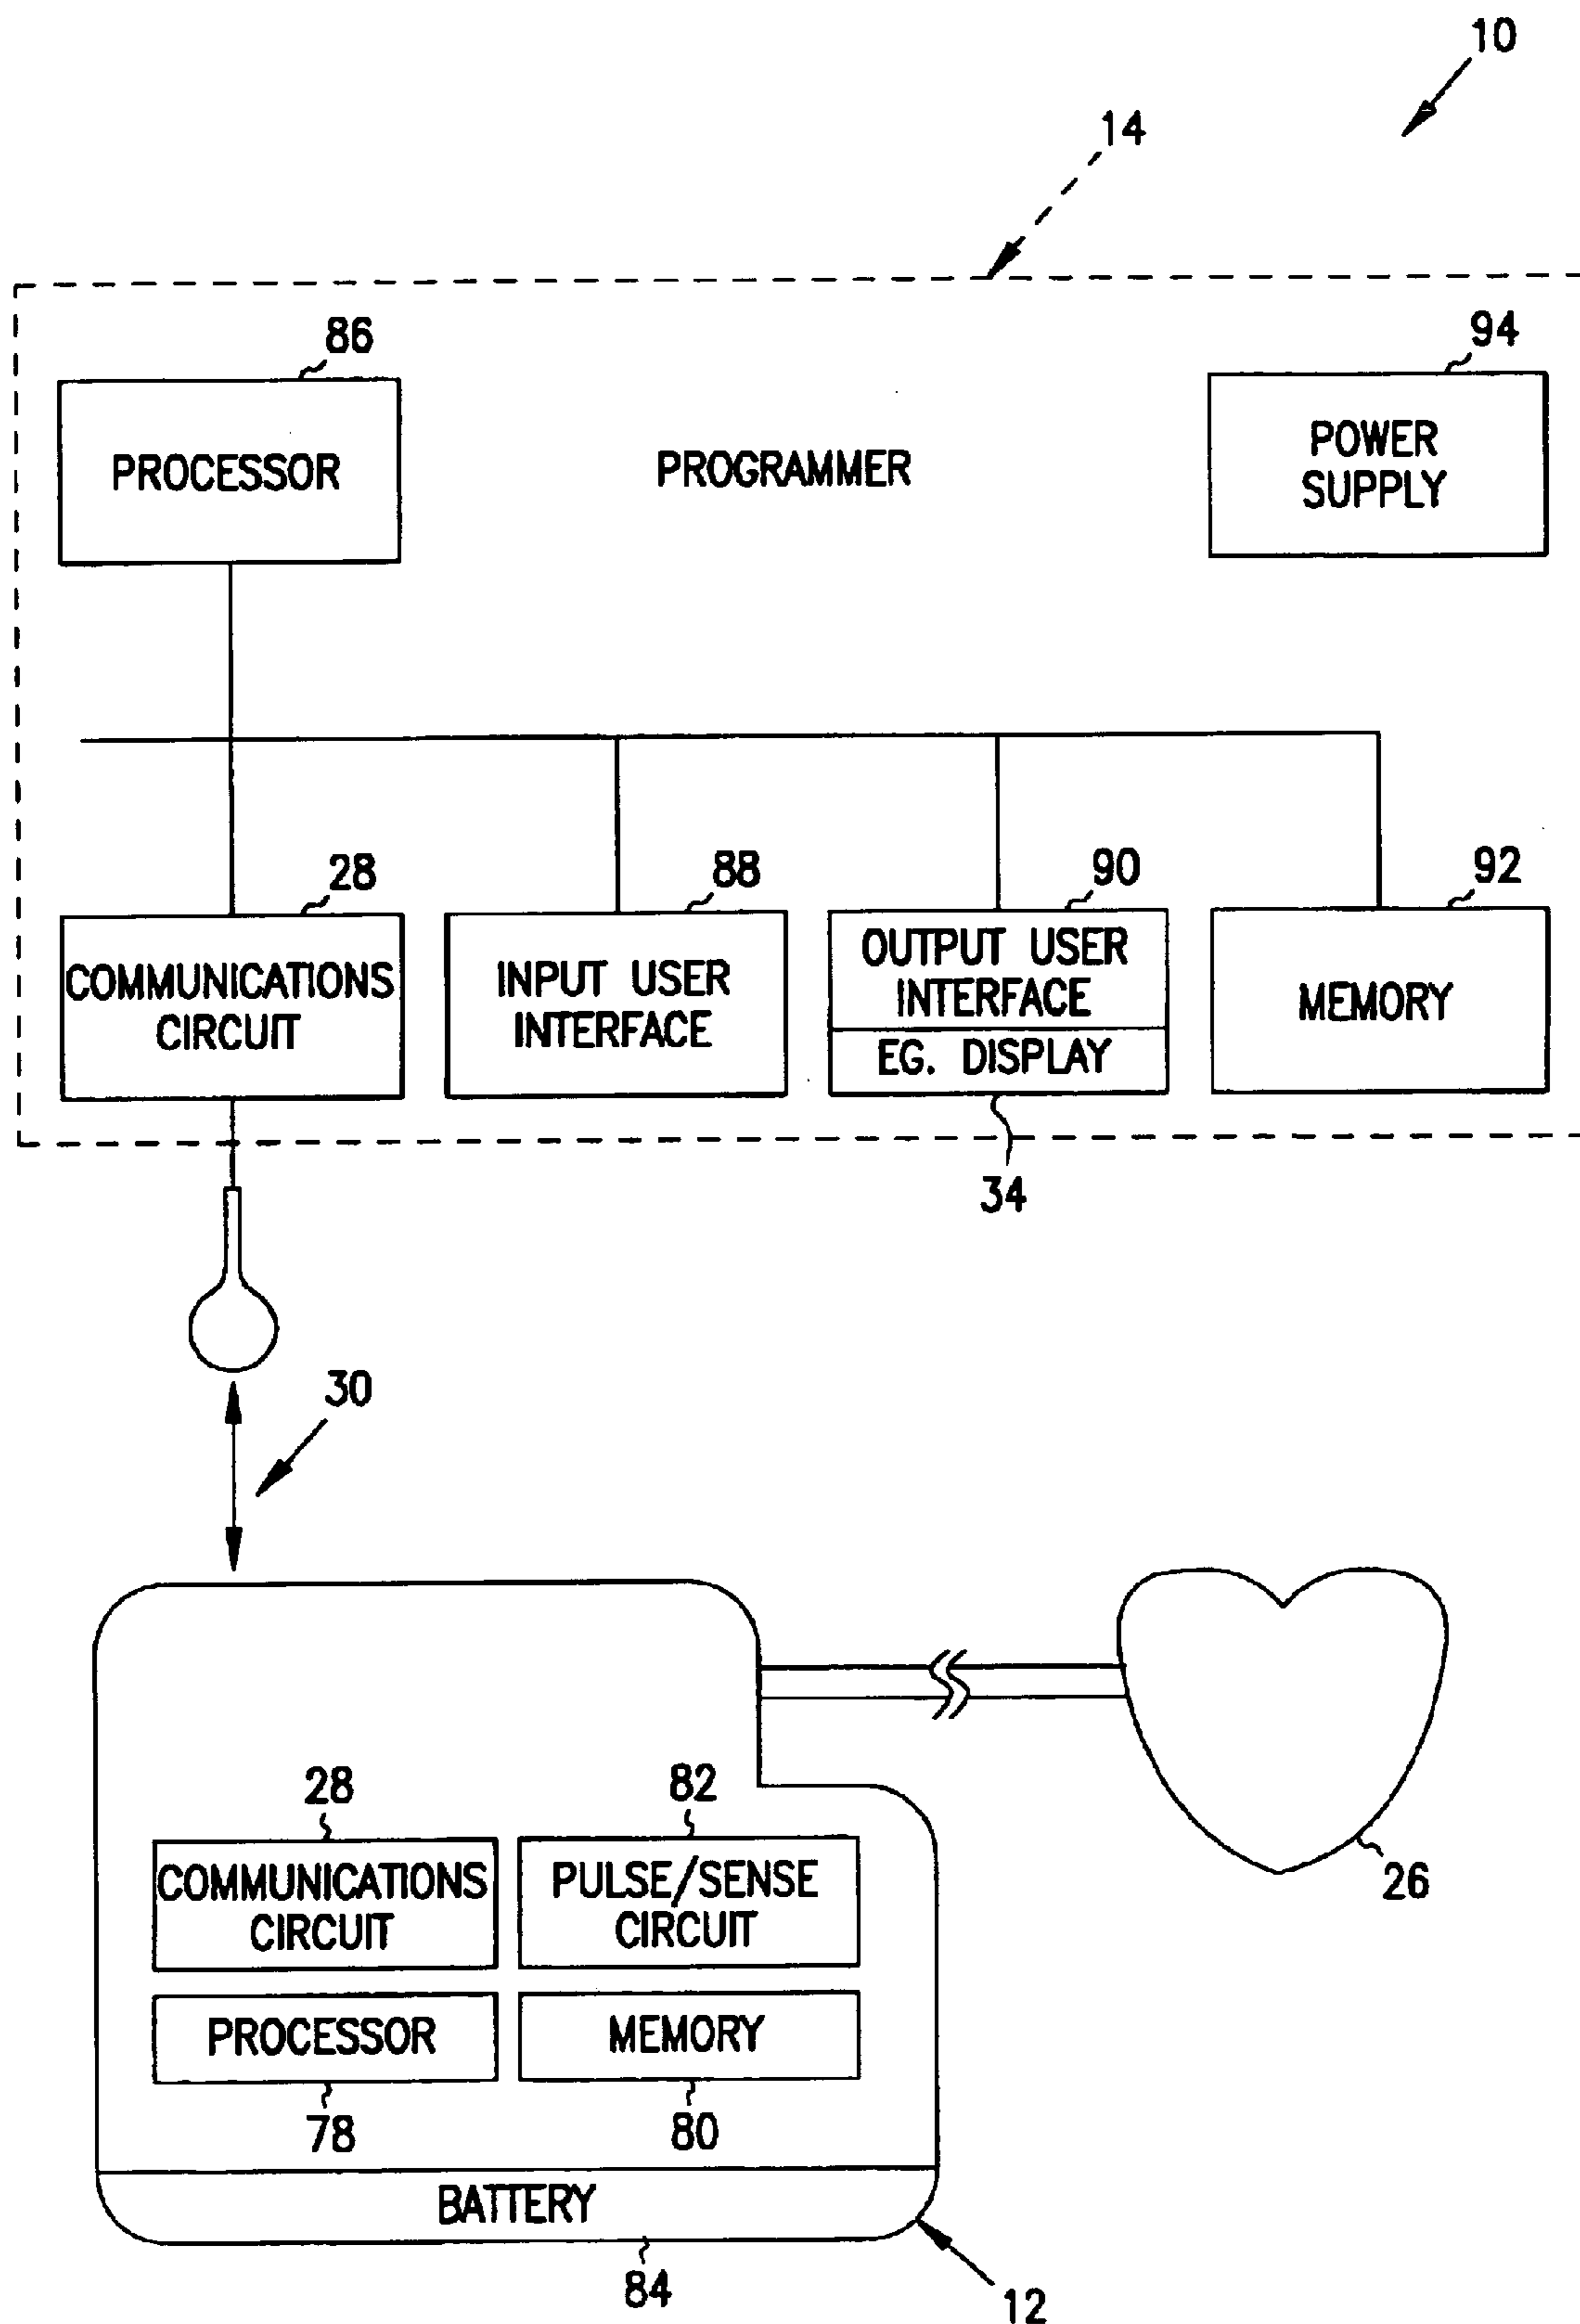 10
14
86
94
PROCESSOR
PROGRAMMER
POWER
SUPPLY
28
88
90
92
COMMUNICATIONS
CIRCUIT
INPUT USER
INTERFACE
OUTPUT USER
INTERFACE
EG. DISPLAY
MEMORY
34
30
28
82
COMMUNICATIONS
CIRCUIT
PULSE/SENSE
CIRCUIT
26
PROCESSOR
MEMORY
78
80
BATTERY
84
12